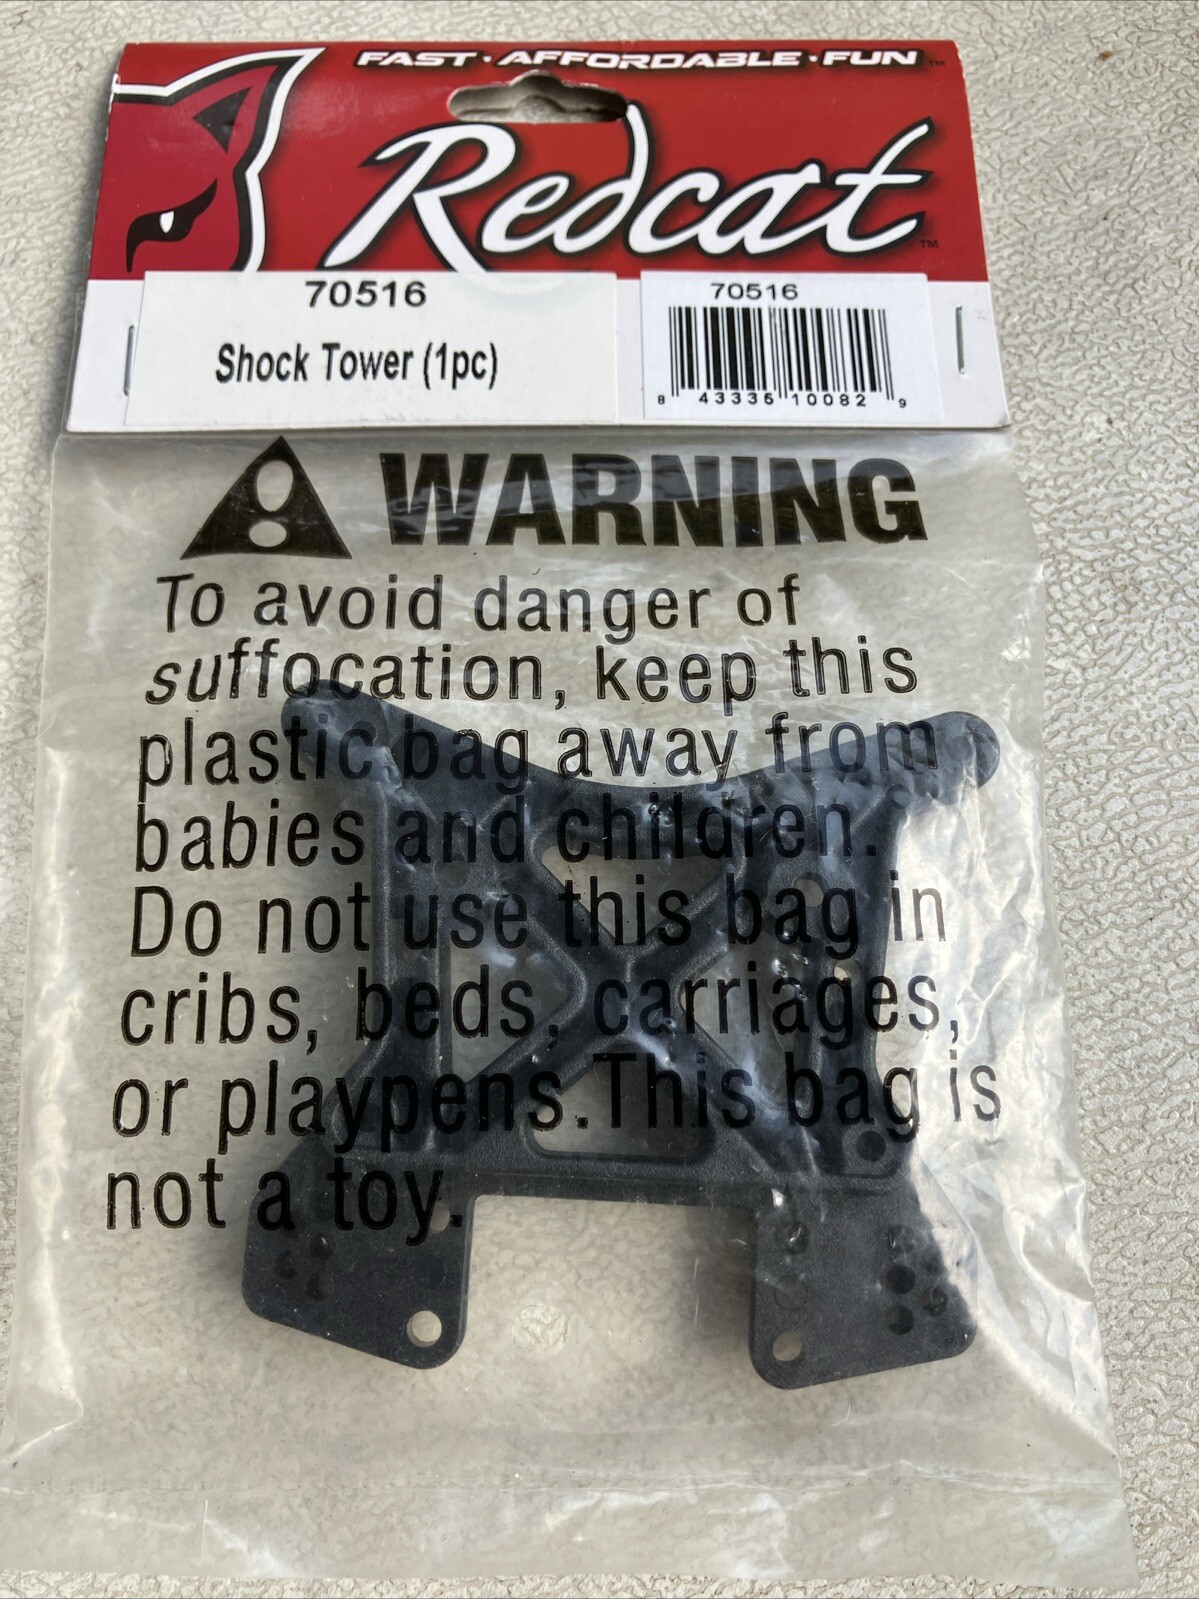 FAST · AFFORDABLE · FUN ™
Redcat ™
70516
Shock Tower (1pc)
70516
8 43335 10082 9
WARNING
To avoid danger of
suffocation, keep this
plastic bag away from
babies and children.
Do not use this bag in
cribs, beds, carriages,
or playpens.This bag is
not a toy.